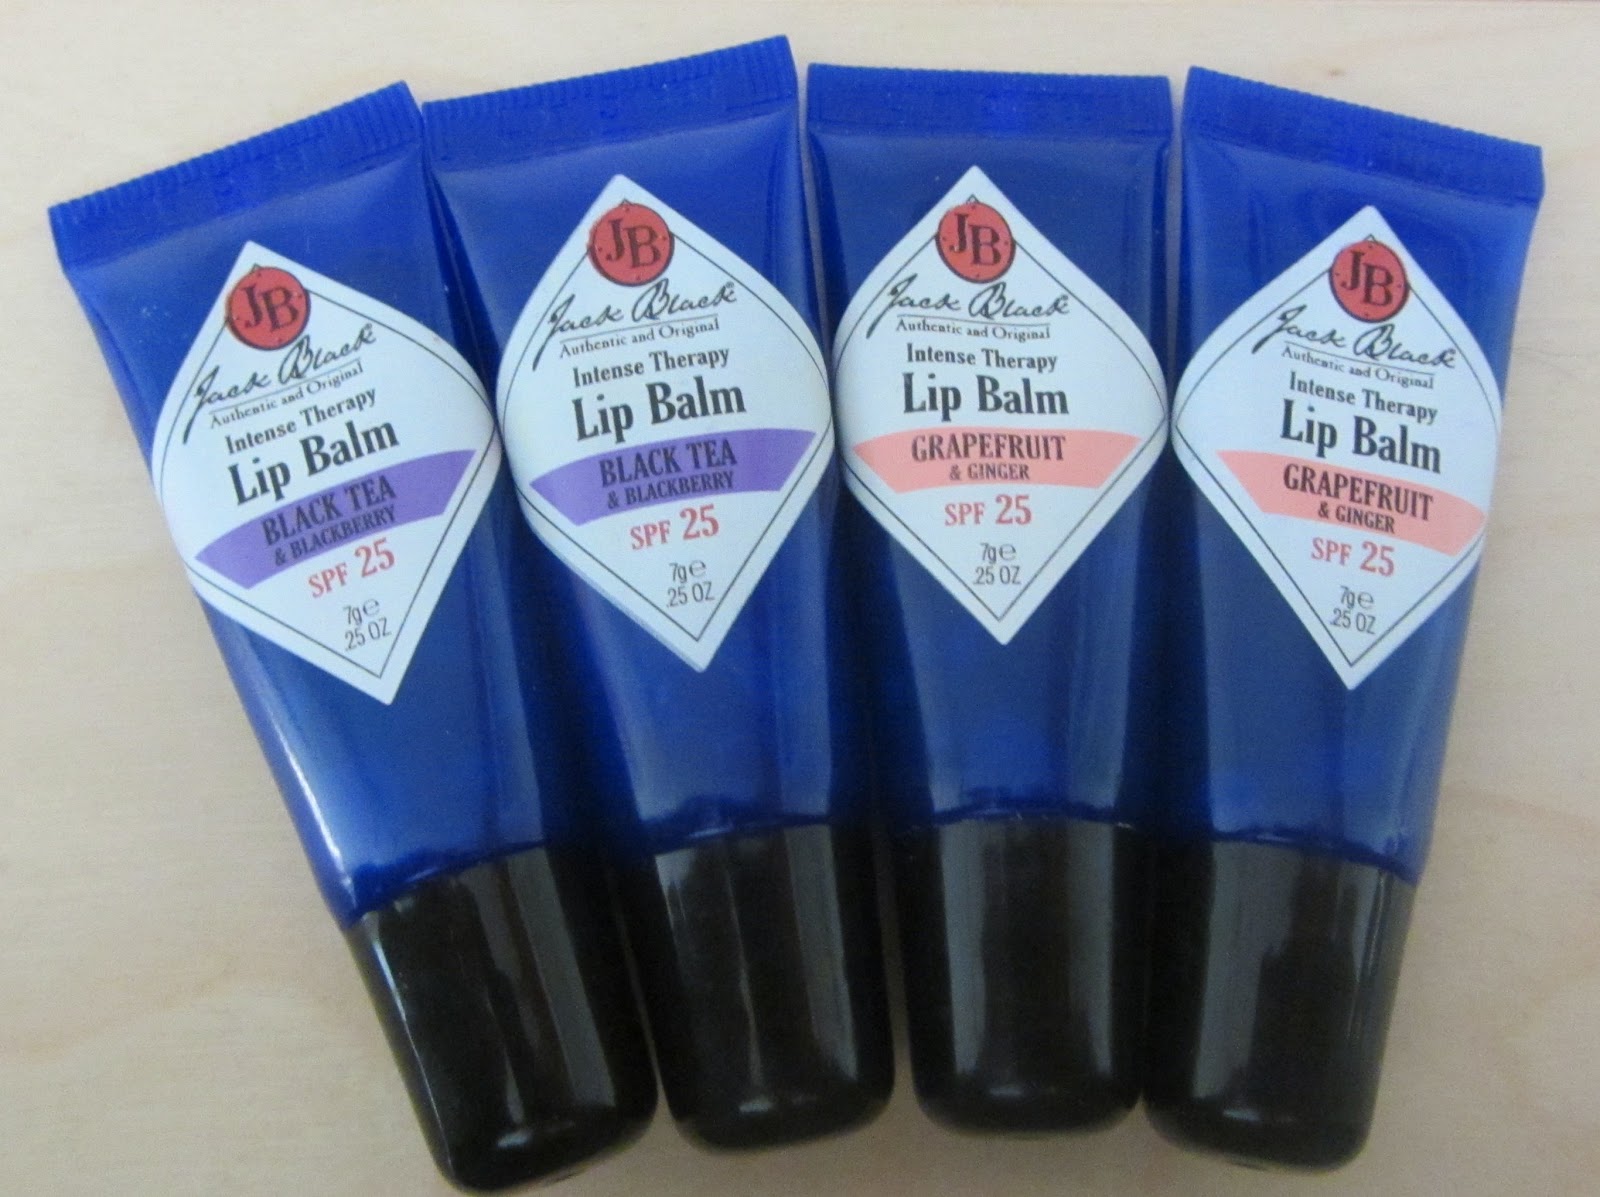 JB
Jack Black
Authentic and Original
Intense Therapy
Lip Balm
BLACK TEA
& BLACKBERRY
SPF 25
7g℮
.25 OZ
JB
Jack Black®
Authentic and Original
Intense Therapy
Lip Balm
BLACK TEA
& BLACKBERRY
SPF 25
7g℮
.25 OZ
JB
Jack Black®
Authentic and Original
Intense Therapy
Lip Balm
GRAPEFRUIT
& GINGER
SPF 25
7g℮
.25 OZ
JB
Jack Black
Authentic and Original
Intense Therapy
Lip Balm
GRAPEFRUIT
& GINGER
SPF 25
7g℮
.25 OZ